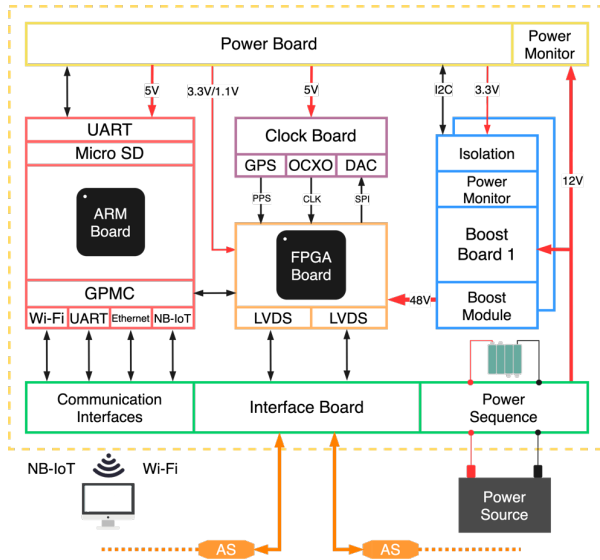 Power Board
Power
Monitor
5V
3.3V/1.1V
5V
I2C
3.3V
UART
Micro SD
ARM
Board
GPMC
Wi-Fi
UART
Ethernet
NB-IoT
Clock Board
GPS
OCXO
DAC
PPS
CLK
SPI
FPGA
Board
LVDS
LVDS
Isolation
Power
Monitor
Boost
Board 1
Boost
Module
12V
48V
Communication
Interfaces
Interface Board
Power
Sequence
NB-IoT
Wi-Fi
Power
Source
AS
AS